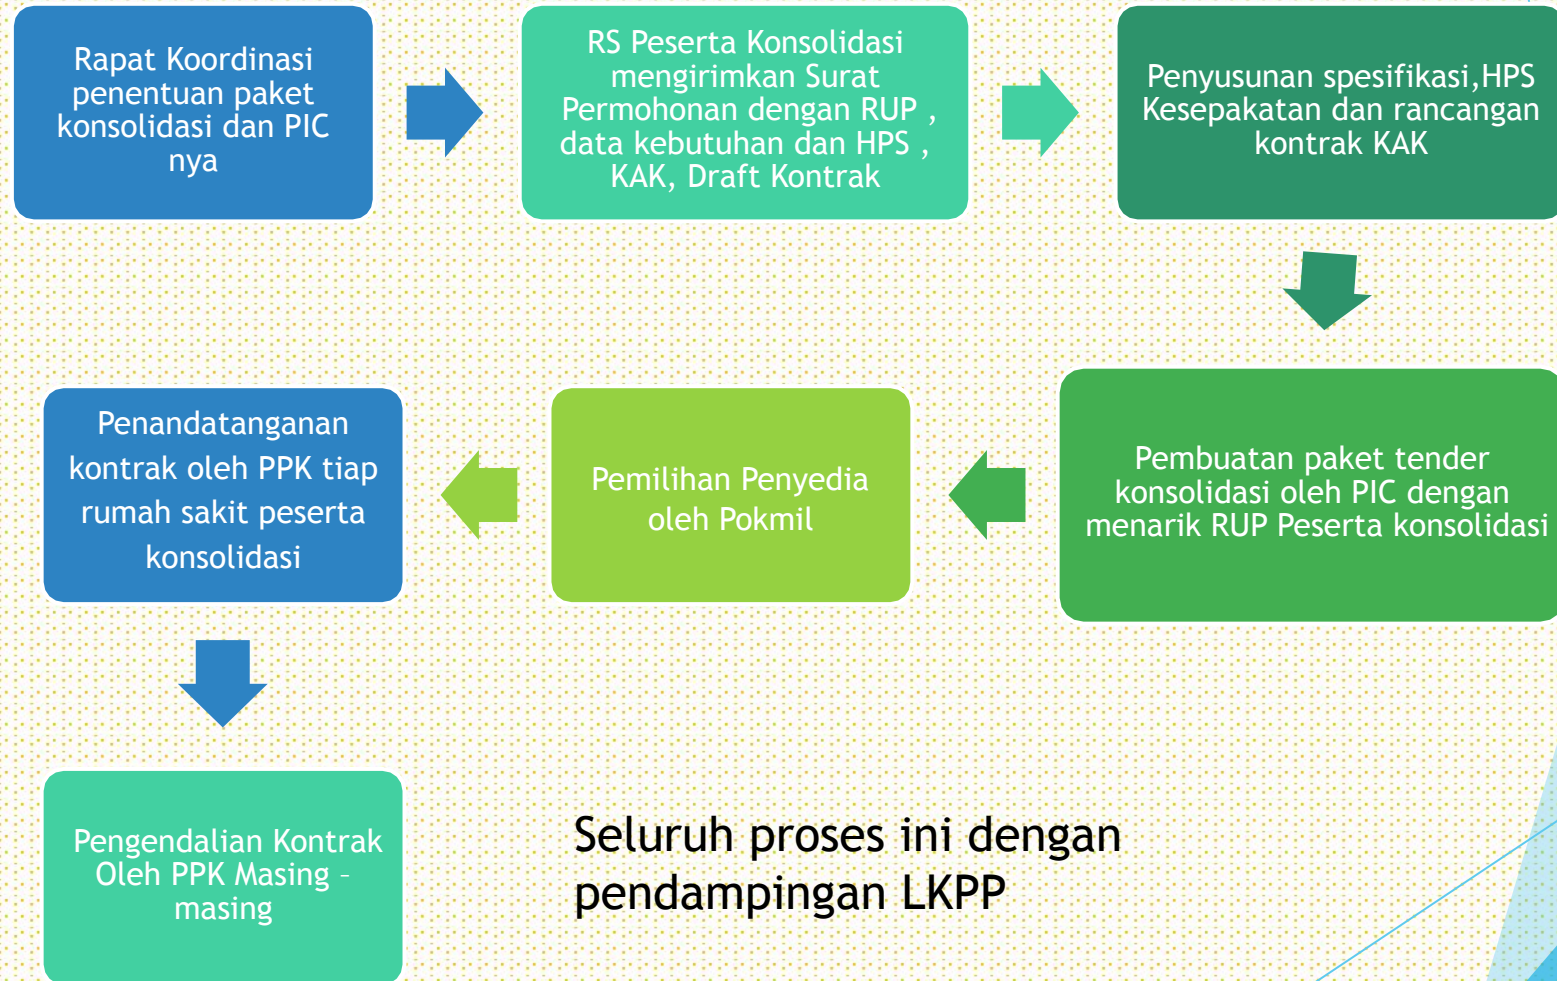 Rapat Koordinasi
penentuan paket
konsolidasi dan PIC
nya
RS Peserta Konsolidasi
mengirimkan Surat
Permohonan dengan RUP ,
data kebutuhan dan HPS ,
KAK, Draft Kontrak
Penyusunan spesifikasi,HPS
Kesepakatan dan rancangan
kontrak KAK
Pembuatan paket tender
konsolidasi oleh PIC dengan
menarik RUP Peserta konsolidasi
Pemilihan Penyedia
oleh Pokmil
Penandatanganan
kontrak oleh PPK tiap
rumah sakit peserta
konsolidasi
Pengendalian Kontrak
Oleh PPK Masing –
masing
Seluruh proses ini dengan
pendampingan LKPP